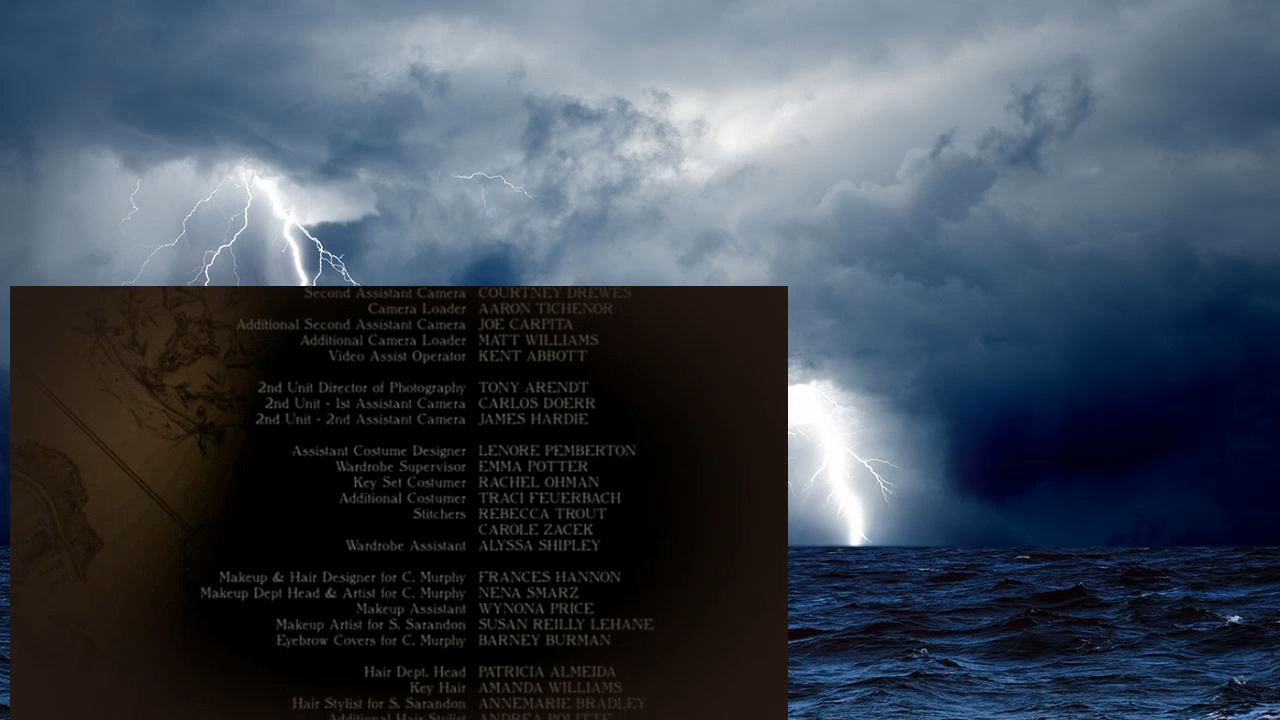 Second Assistant Camera COURTNEY DREWES
Camera Loader AARON TICHENOR
Additional Second Assistant Camera JOE CARPITA
Additional Camera Loader MATT WILLIAMS
Video Assist Operator KENT ABBOTT
2nd Unit Director of Photography TONY ARENDT
2nd Unit - 1st Assistant Camera CARLOS DOERR
2nd Unit - 2nd Assistant Camera JAMES HARDIE
Assistant Costume Designer LENORE PEMBERTON
Wardrobe Supervisor EMMA POTTER
Key Set Costumer RACHEL OHMAN
Additional Costumer TRACI FEUERBACH
Stitchers REBECCA TROUT
CAROLE ZACEK
Wardrobe Assistant ALYSSA SHIPLEY
Makeup & Hair Designer for C. Murphy FRANCES HANNON
Makeup Dept Head & Artist for C. Murphy NENA SMARZ
Makeup Assistant WYNONA PRICE
Makeup Artist for S. Sarandon SUSAN REILLY LEHANE
Eyebrow Covers for C. Murphy BARNEY BURMAN
Hair Dept. Head PATRICIA ALMEIDA
Key Hair AMANDA WILLIAMS
Hair Stylist for S. Sarandon ANNEMARIE BRADLEY
Additional Hair Stylist ANDREA POLITTE